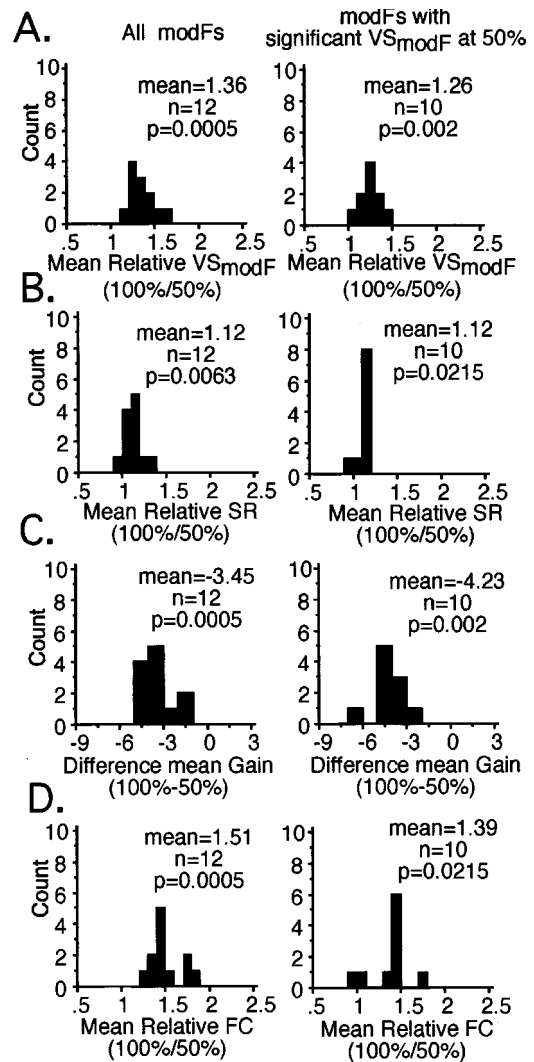 A.
All modFs
modFs with
significant VSmodF at 50%
10
8
6
4
2
0
Count
mean=1.36
n=12
p=0.0005
.5 1 1.5 2 2.5
Mean Relative VSmodF
(100%/50%)
10
8
6
4
2
0
mean=1.26
n=10
p=0.002
.5 1 1.5 2 2.5
Mean Relative VSmodF
(100%/50%)
B.
10
8
6
4
2
0
Count
mean=1.12
n=12
p=0.0063
.5 1 1.5 2 2.5
Mean Relative SR
(100%/50%)
10
8
6
4
2
0
mean=1.12
n=10
p=0.0215
.5 1 1.5 2 2.5
Mean Relative SR
(100%/50%)
C.
10
8
6
4
2
0
Count
mean=-3.45
n=12
p=0.0005
-9 -6 -3 0 3
Difference mean Gain
(100%-50%)
10
8
6
4
2
0
mean=-4.23
n=10
p=0.002
-9 -6 -3 0 3
Difference mean Gain
(100%-50%)
D.
10
8
6
4
2
0
Count
mean=1.51
n=12
p=0.0005
.5 1 1.5 2 2.5
Mean Relative FC
(100%/50%)
10
8
6
4
2
0
mean=1.39
n=10
p=0.0215
.5 1 1.5 2 2.5
Mean Relative FC
(100%/50%)